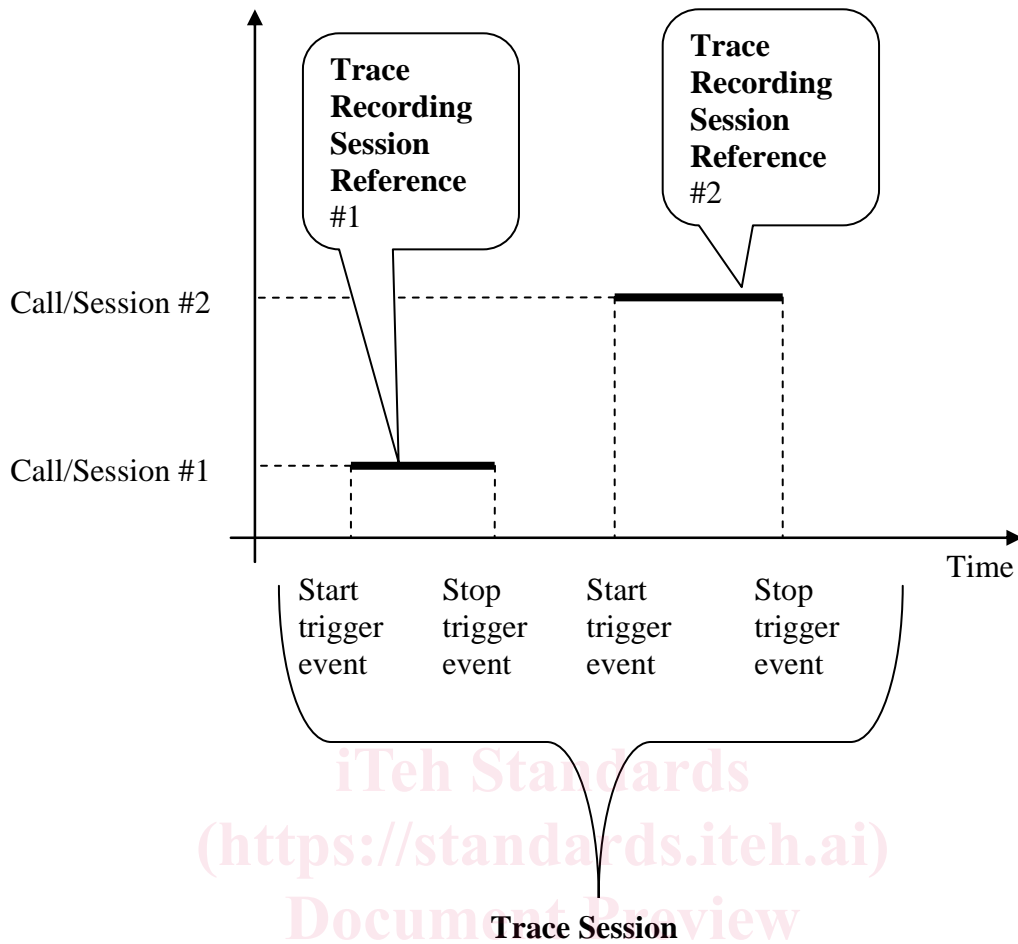 Trace
Recording
Session
Reference
#1
Trace
Recording
Session
Reference
#2
Call/Session #2
Call/Session #1
Time
Start
trigger
event
Stop
trigger
event
Start
trigger
event
Stop
trigger
event
iTeh Standards
(https://standards.iteh.ai)
Document Preview
Trace Session